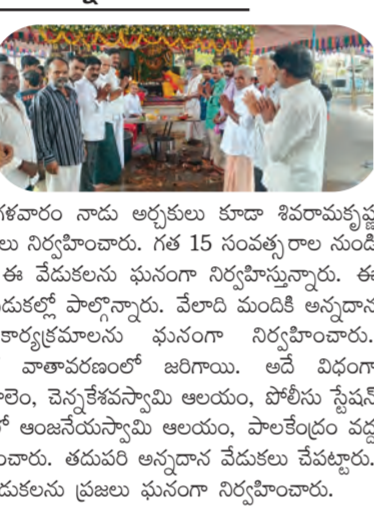 గళవారం నాడు అర్చకులు కూడా శివరామకృష్ణ
లు నిర్వహించారు. గత 15 సంవత్సరాల నుండి
ఈ వేడుకలను ఘనంగా నిర్వహిస్తున్నారు. ఈ
డుకల్లో పాల్గొన్నారు. వేలాది మందికి అన్నదాన
కార్యక్రమాలను ఘనంగా నిర్వహించారు.
వాతావరణంలో జరిగాయి. అదే విధంగా
పాలెం, చెన్నకేశవస్వామి ఆలయం, పోలీసు స్టేషన్
లో ఆంజనేయస్వామి ఆలయం, పాలకేంద్రం వద్ద
ంచారు. తదుపరి అన్నదాన వేడుకలు చేపట్టారు.
డుకలను ప్రజలు ఘనంగా నిర్వహించారు.